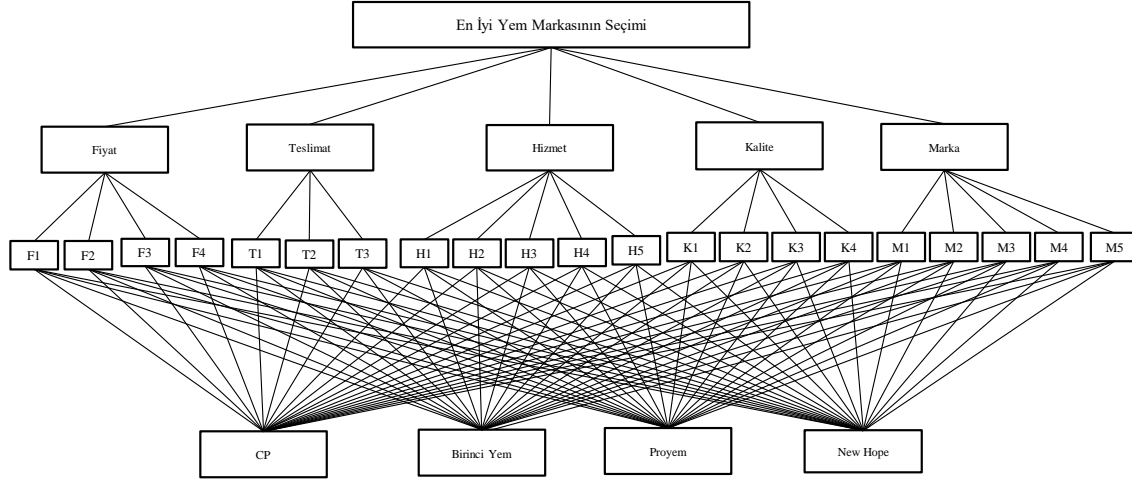 En İyi Yem Markasının Seçimi
Fiyat
Teslimat
Hizmet
Kalite
Marka
F1
F2
F3
F4
T1
T2
T3
H1
H2
H3
H4
H5
K1
K2
K3
K4
M1
M2
M3
M4
M5
CP
Birinci Yem
Proyem
New Hope